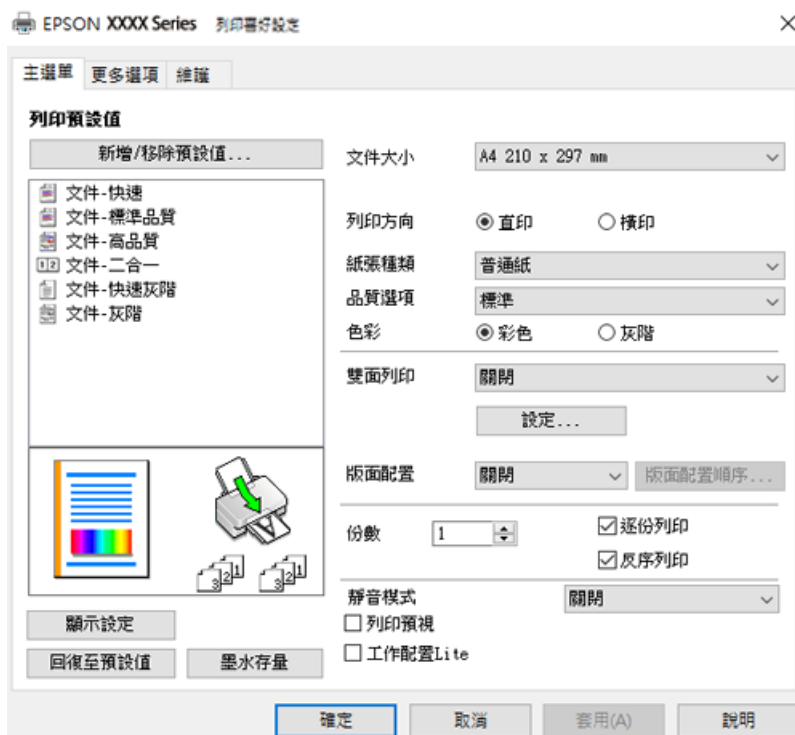 EPSON XXXX Series 列印喜好設定
主選單 更多選項 維護
列印預設值
新增/移除預設值...
文件-快速
文件-標準品質
文件-高品質
文件-二合一
文件-快速灰階
文件-灰階
文件大小 A4 210 x 297 mm
列印方向 直印 橫印
紙張種類 普通紙
品質選項 標準
色彩 彩色 灰階
雙面列印 關閉
設定...
版面配置 關閉 版面配置順序...
份數 1 逐份列印
反序列印
靜音模式 關閉
列印預視
工作配置Lite
1 2 3 1 2 3
顯示設定
回復至預設值 墨水存量
確定 取消 套用(A) 說明